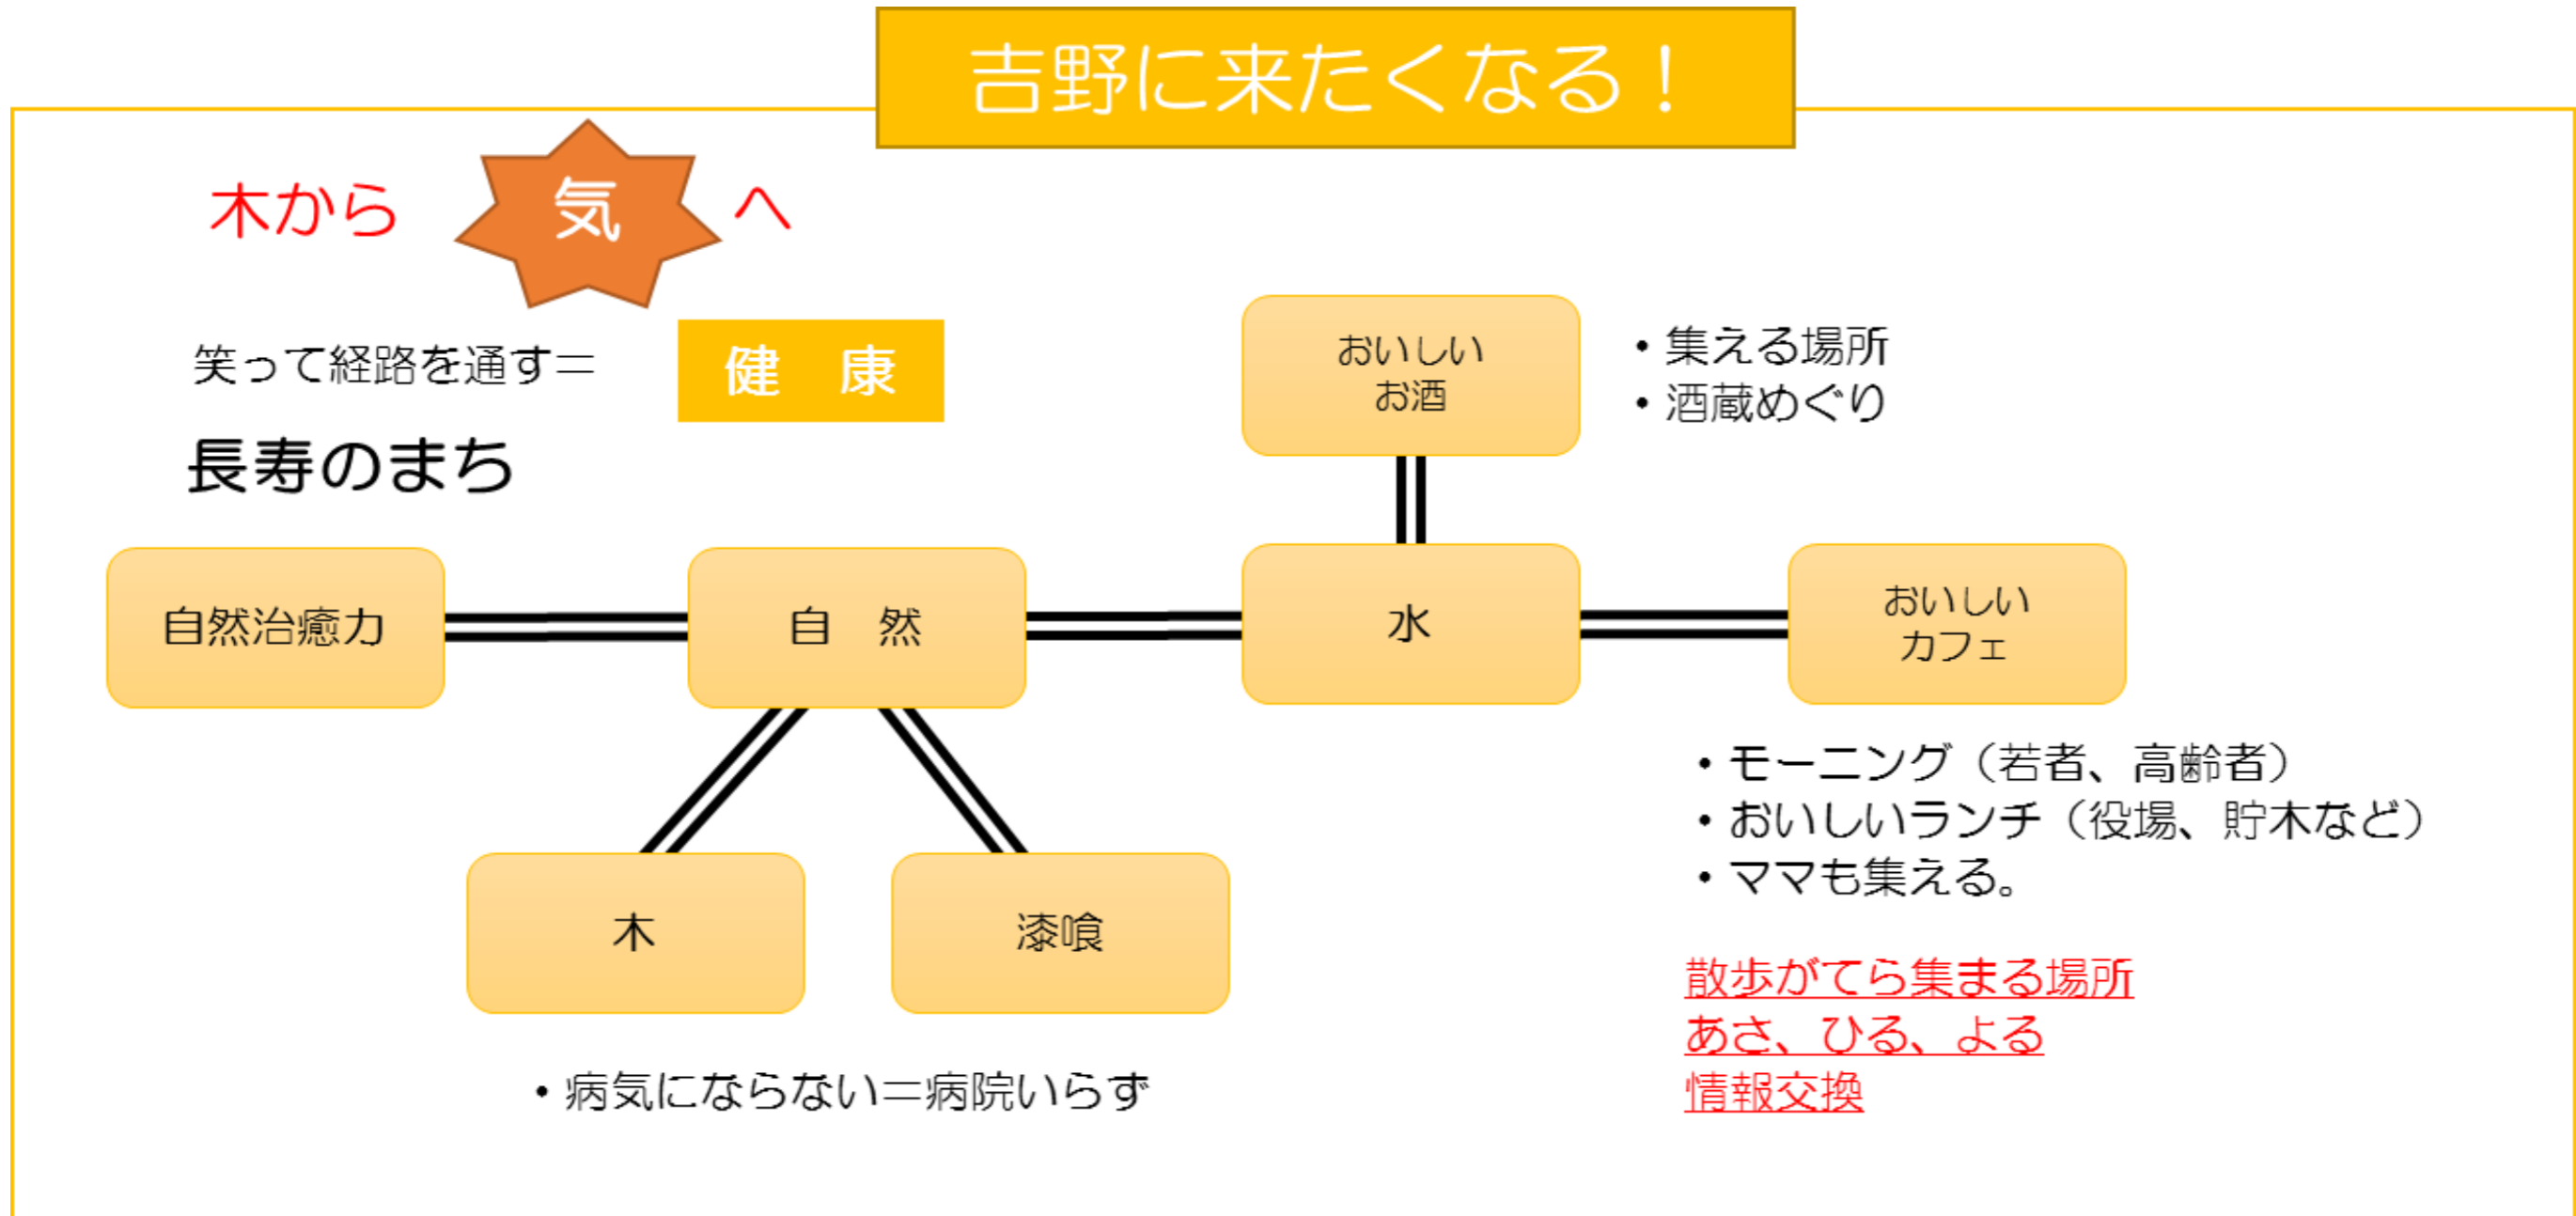 吉野に来たくなる！
木から 気 へ
笑って経路を通す＝ 健　康
長寿のまち
おいしい
お酒
・集える場所
・酒蔵めぐり
自然治癒力
自　然
水
おいしい
カフェ
・モーニング（若者、高齢者）
・おいしいランチ（役場、貯木など）
・ママも集える。
木
漆喰
散歩がてら集まる場所
あさ、ひる、よる
情報交換
・病気にならない＝病院いらず